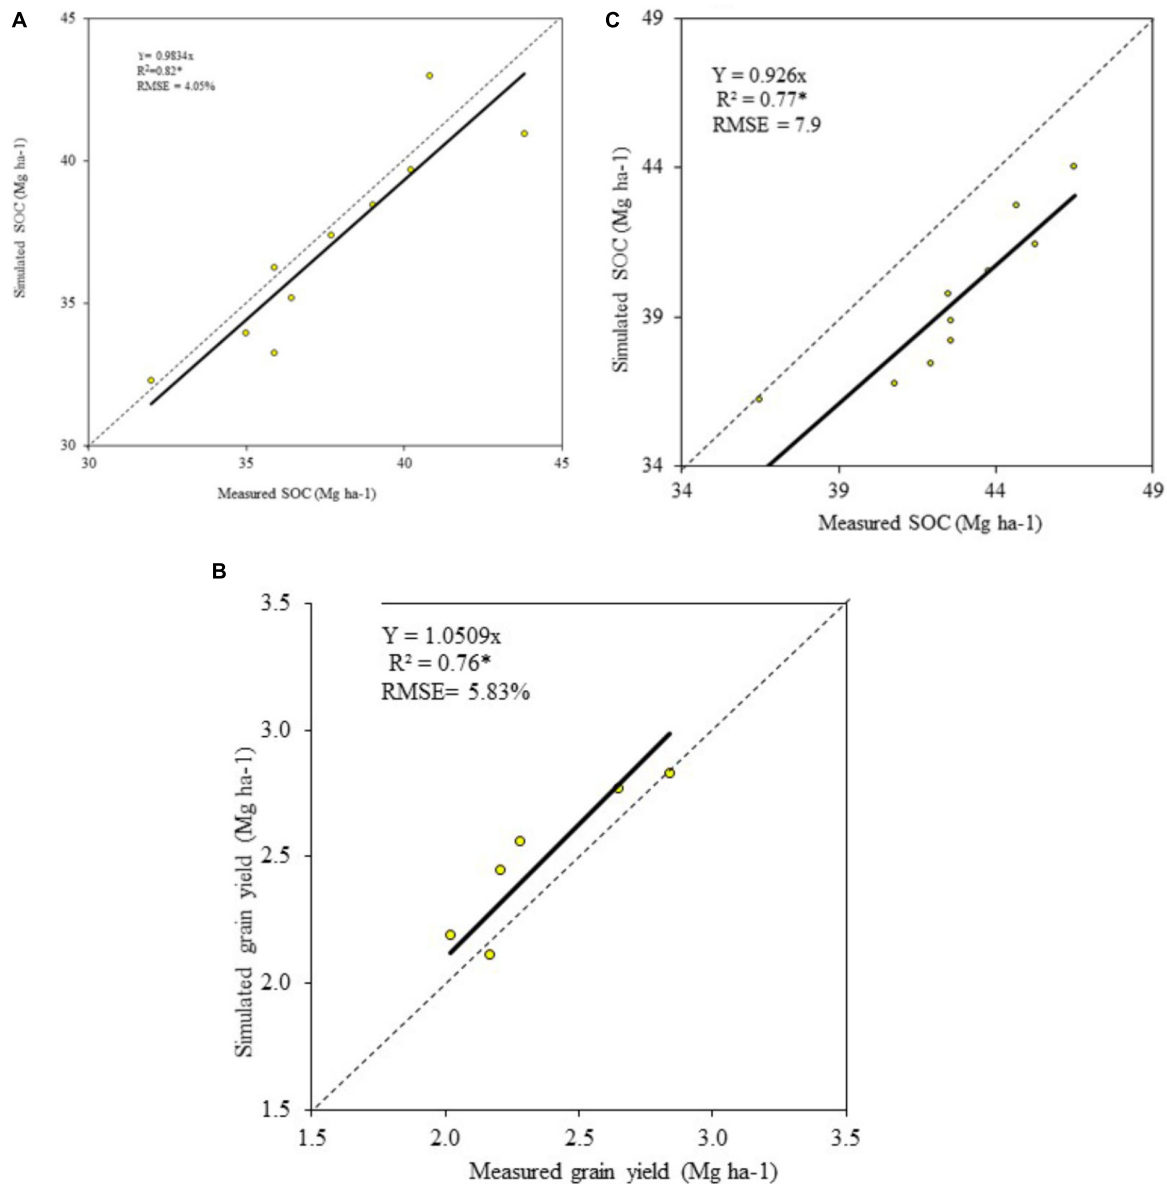 A
45
Y= 0.9834x
R²=0.82*
RMSE = 4.05%
40
35
30
30 35 40 45
Simulated SOC (Mg ha-1)
Measured SOC (Mg ha-1)
C
49
Y = 0.926x
R² = 0.77*
RMSE = 7.9
44
39
34
34 39 44 49
Simulated SOC (Mg ha-1)
Measured SOC (Mg ha-1)
B
3.5
Y = 1.0509x
R² = 0.76*
RMSE= 5.83%
3.0
2.5
2.0
1.5
1.5 2.0 2.5 3.0 3.5
Simulated grain yield (Mg ha-1)
Measured grain yield (Mg ha-1)